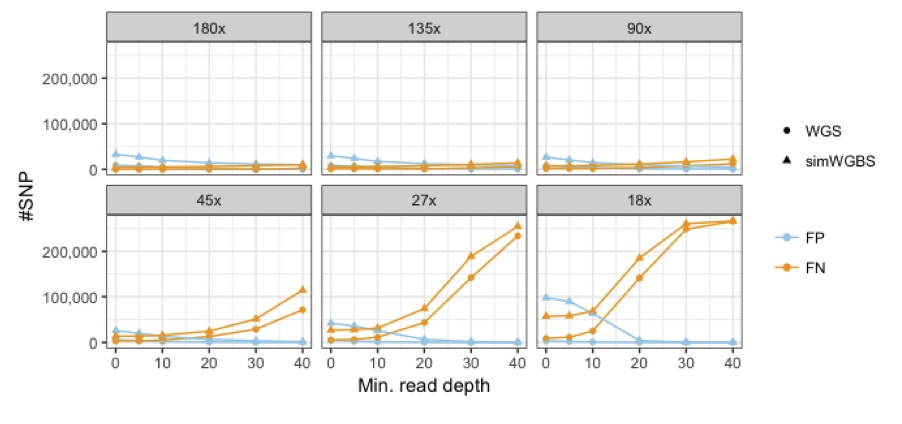 180x 135x 90x
200,000
100,000
0
WGS
simWGBS
#SNP
45x 27x 18x
200,000
100,000
0
FP
FN
0 10 20 30 40 0 10 20 30 40 0 10 20 30 40
Min. read depth